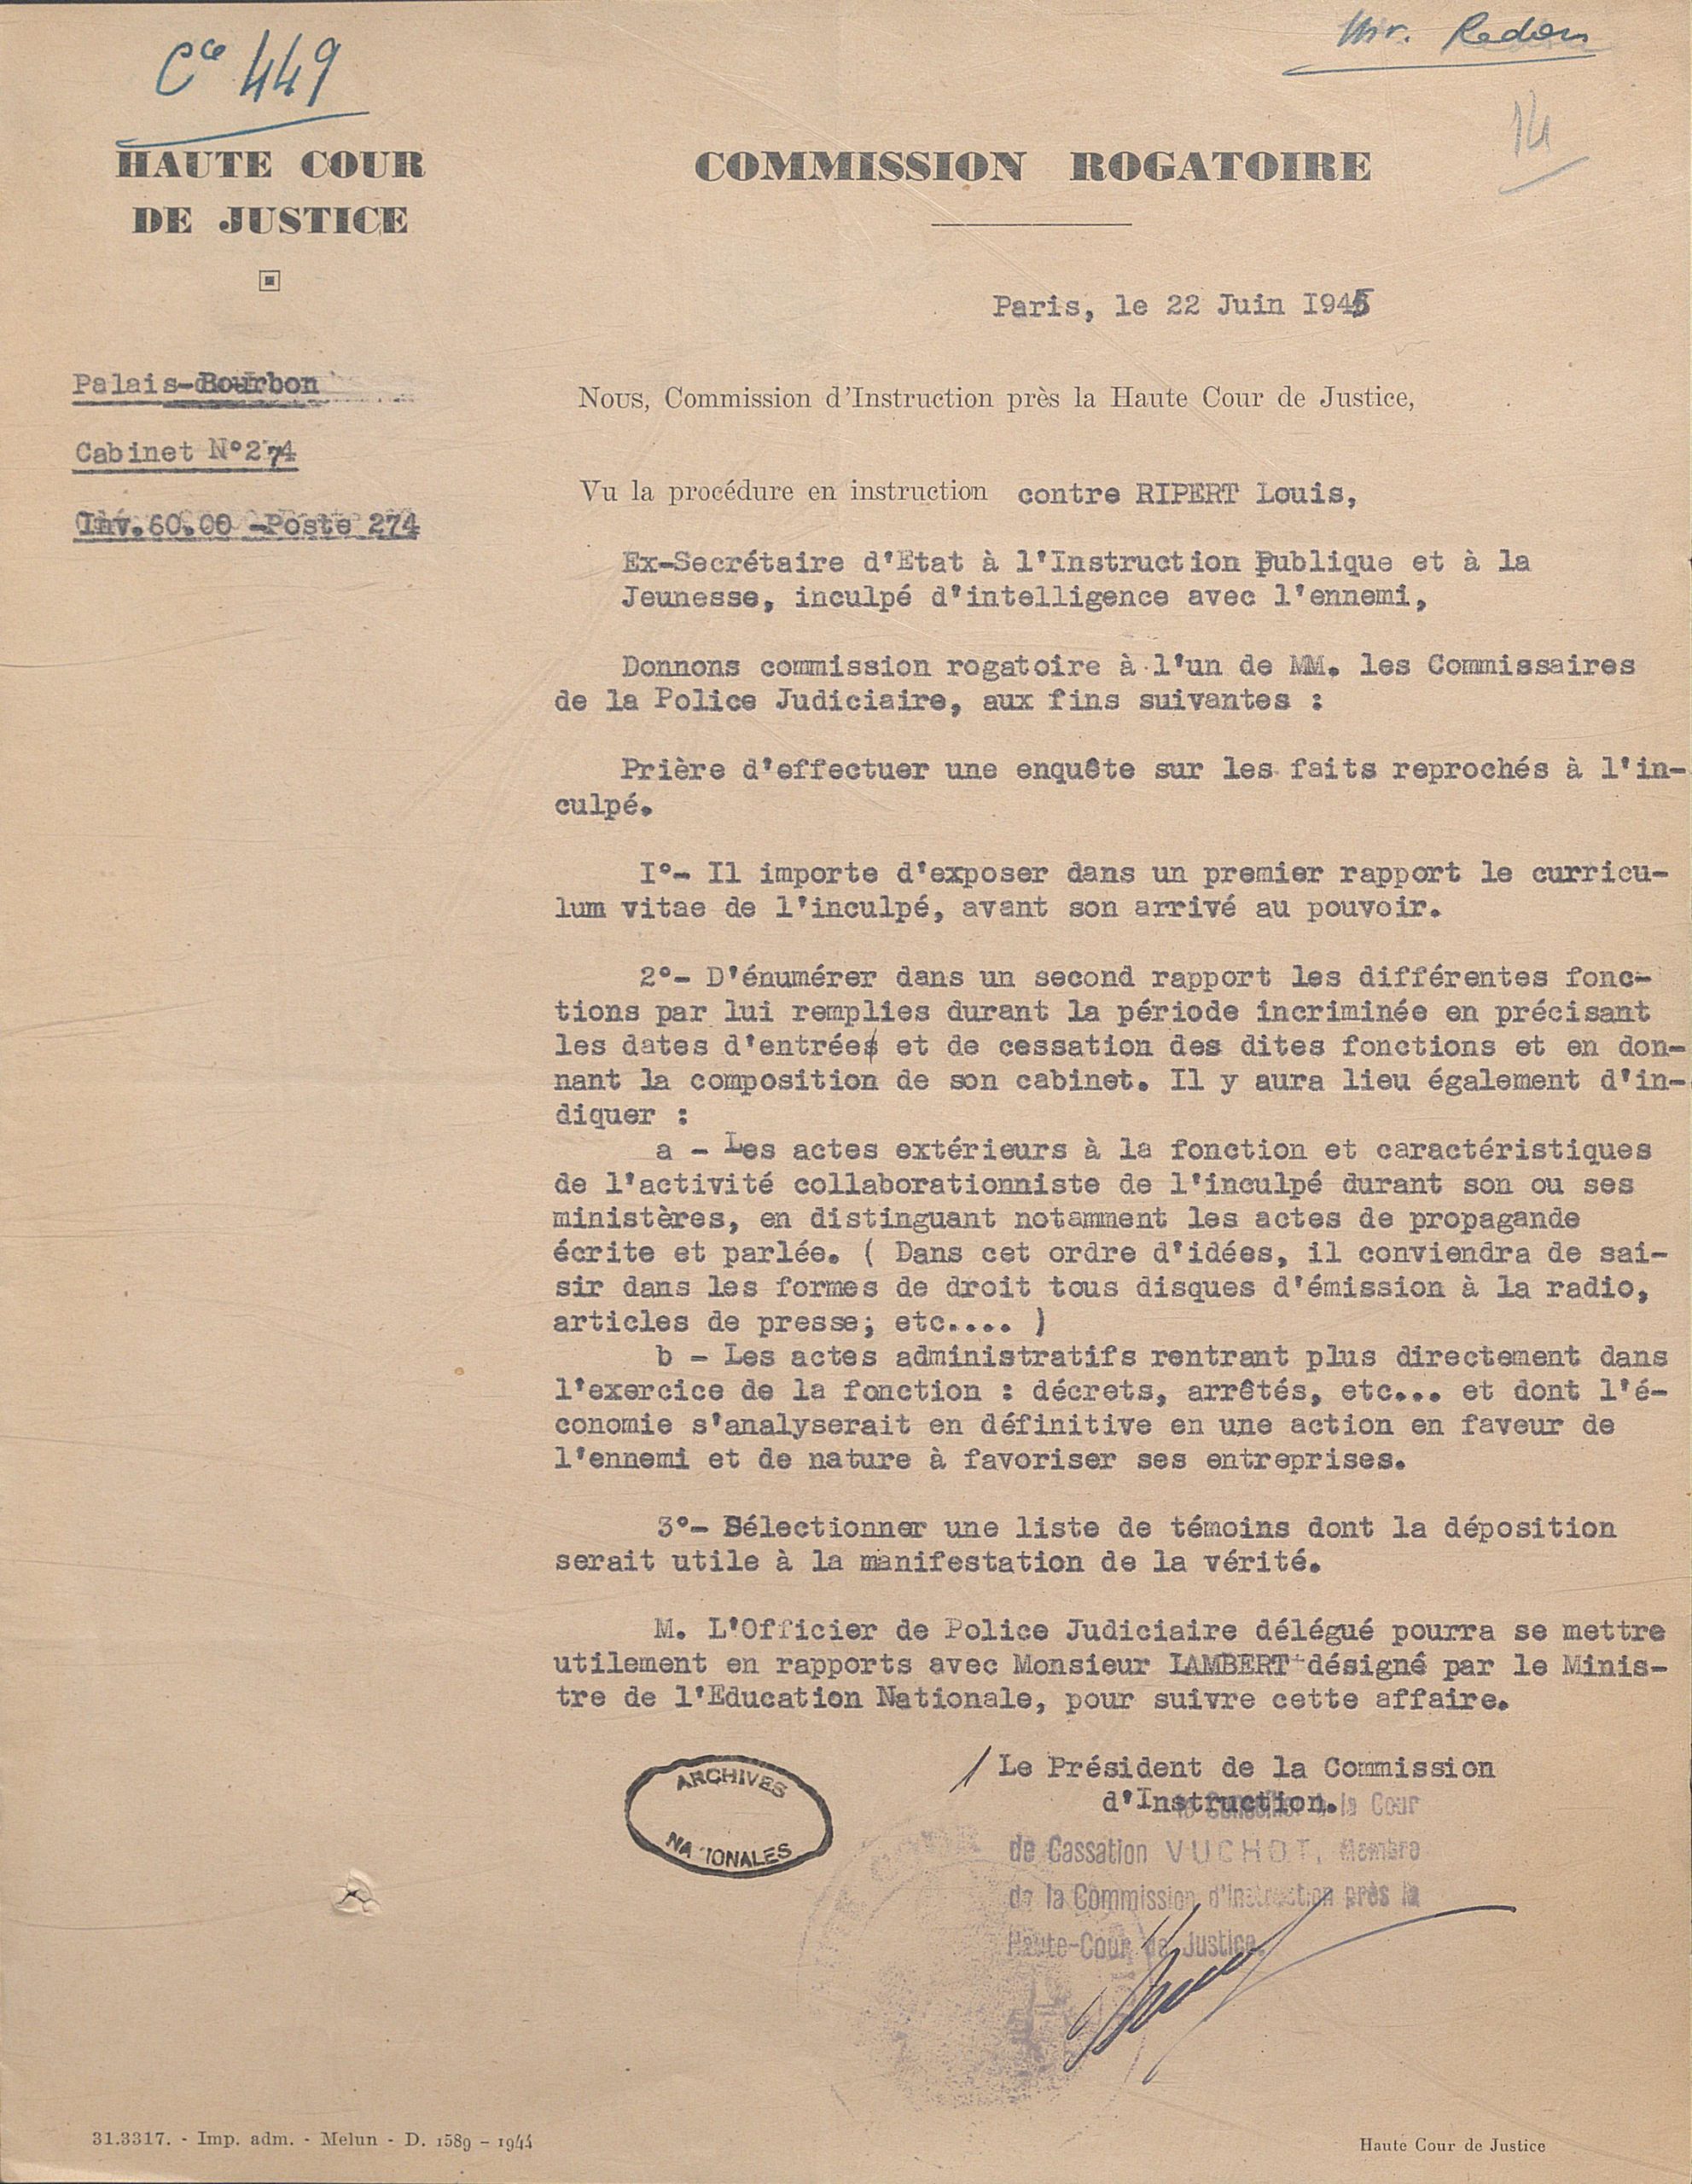 Cce 449
Mr. Redon
14
HAUTE COUR
DE JUSTICE
COMMISSION ROGATOIRE
Paris, le 22 Juin I945
Palais-Bourbon
Cabinet N°274
Inv.60.00 -Poste 274
Nous, Commission d'Instruction près la Haute Cour de Justice,
Vu la procédure en instruction contre RIPERT Louis,
Ex-Secrétaire d'Etat à l'Instruction Publique et à la
Jeunesse, inculpé d'intelligence avec l'ennemi,
Donnons commission rogatoire à l'un de MM. les Commissaires
de la Police Judiciaire, aux fins suivantes :
Prière d'effectuer une enquête sur les faits reprochés à l'in-
culpé.
I°- Il importe d'exposer dans un premier rapport le curricu-
lum vitae de l'inculpé, avant son arrivé au pouvoir.
2°- D'énumérer dans un second rapport les différentes fonc-
tions par lui remplies durant la période incriminée en précisant
les dates d'entrée et de cessation des dites fonctions et en don-
nant la composition de son cabinet. Il y aura lieu également d'in-
diquer :
a - Les actes extérieurs à la fonction et caractéristiques
de l'activité collaborationniste de l'inculpé durant son ou ses
ministères, en distinguant notamment les actes de propagande
écrite et parlée. ( Dans cet ordre d'idées, il conviendra de sai-
sir dans les formes de droit tous disques d'émission à la radio,
articles de presse; etc.... )
b - Les actes administratifs rentrant plus directement dans
l'exercice de la fonction : décrets, arrêtés, etc... et dont l'é-
conomie s'analyserait en définitive en une action en faveur de
l'ennemi et de nature à favoriser ses entreprises.
3°- Sélectionner une liste de témoins dont la déposition
serait utile à la manifestation de la vérité.
M. L'Officier de Police Judiciaire délégué pourra se mettre
utilement en rapports avec Monsieur LAMBERT désigné par le Minis-
tre de l'Education Nationale, pour suivre cette affaire.
Le Président de la Commission
d'Instruction.
le Conseiller à la Cour
de Cassation VUCHOT, Membre
de la Commission d'Instruction près la
Haute-Cour de Justice.
ARCHIVES
NATIONALES
31.3317. - Imp. adm. - Melun - D. 1589 - 1944
Haute Cour de Justice